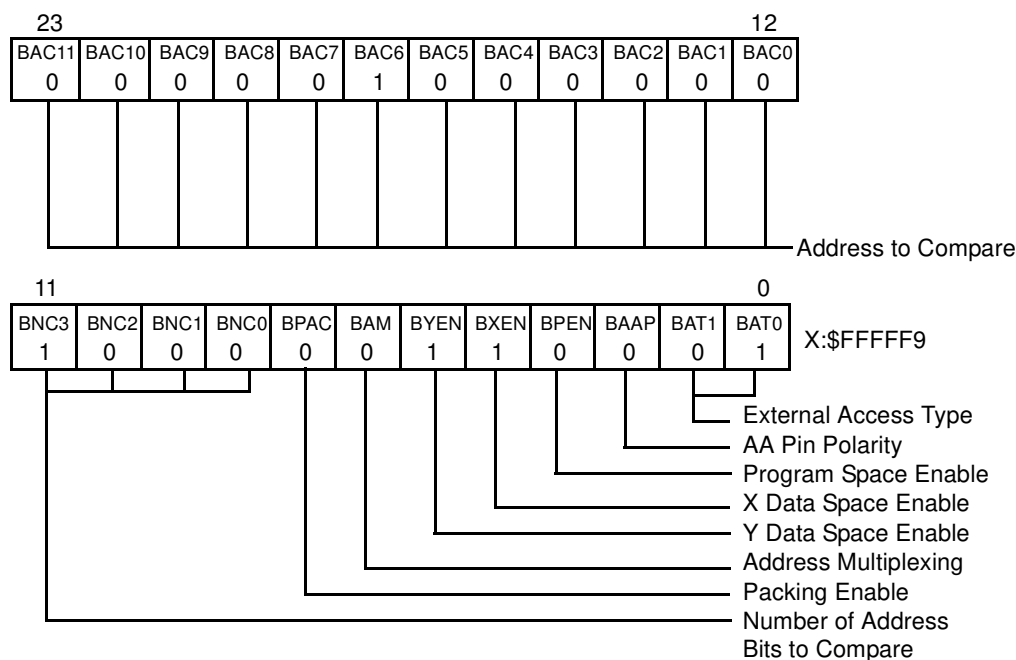 23 12
BAC11 BAC10 BAC9 BAC8 BAC7 BAC6 BAC5 BAC4 BAC3 BAC2 BAC1 BAC0
0 0 0 0 0 1 0 0 0 0 0 0
Address to Compare
11 0
BNC3 BNC2 BNC1 BNC0 BPAC BAM BYEN BXEN BPEN BAAP BAT1 BAT0
1 0 0 0 0 0 1 1 0 0 0 1
X:$FFFFF9
External Access Type
AA Pin Polarity
Program Space Enable
X Data Space Enable
Y Data Space Enable
Address Multiplexing
Packing Enable
Number of Address
Bits to Compare